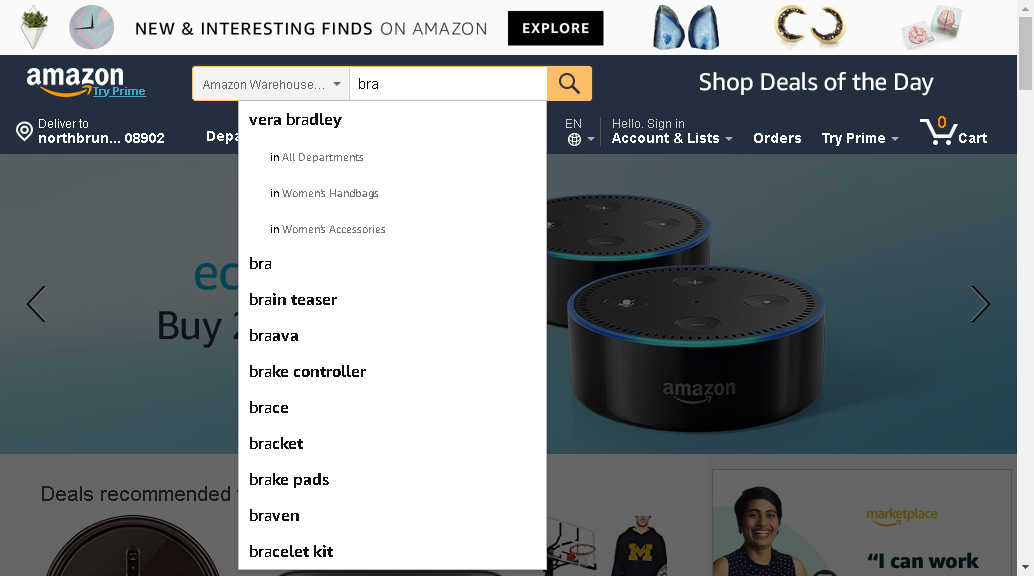 NEW & INTERESTING FINDS ON AMAZON EXPLORE
amazon
Try Prime
Amazon Warehouse... bra
Shop Deals of the Day
Deliver to
northbrun... 08902
Depa
EN
Hello. Sign in
Account & Lists
Orders
Try Prime
0
Cart
vera bradley
in All Departments
in Women's Handbags
in Women's Accessories
bra
brain teaser
braava
brake controller
brace
bracket
brake pads
braven
bracelet kit
ec
Buy 2
amazon
Deals recommended
M
marketplace
“I can work